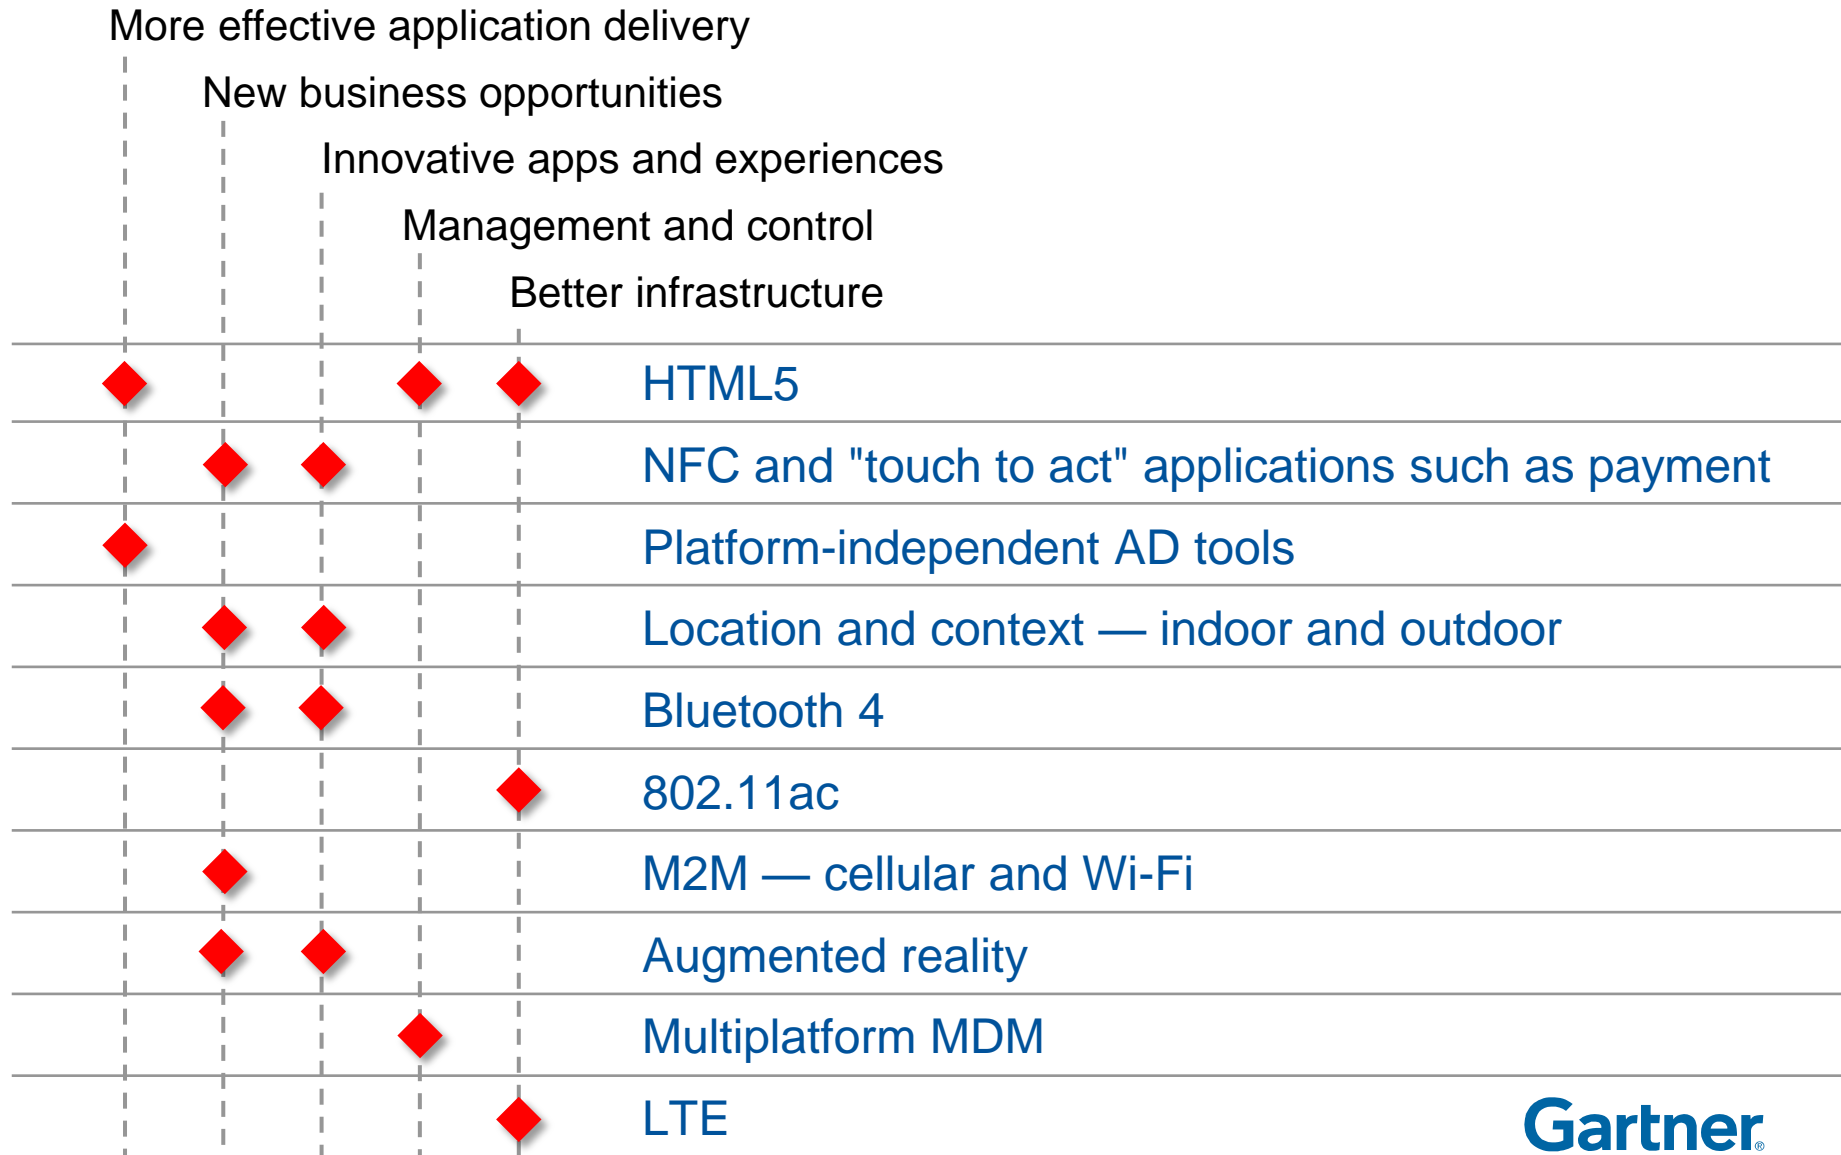 More effective application delivery
New business opportunities
Innovative apps and experiences
Management and control
Better infrastructure
HTML5
NFC and "touch to act" applications such as payment
Platform-independent AD tools
Location and context — indoor and outdoor
Bluetooth 4
802.11ac
M2M — cellular and Wi-Fi
Augmented reality
Multiplatform MDM
LTE
Gartner®